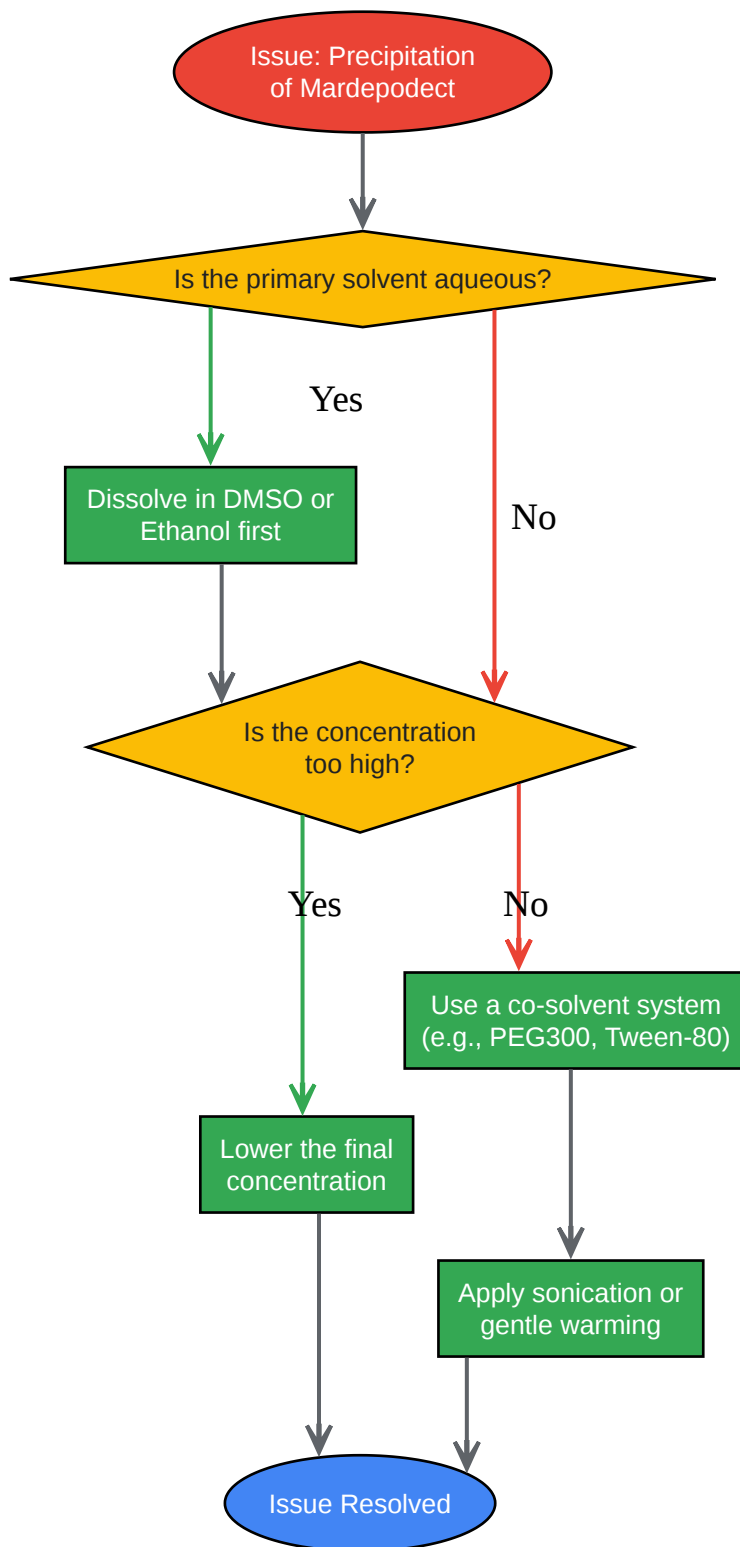 Issue: Precipitation
of Mardepodect
Is the primary solvent aqueous?
Yes
Dissolve in DMSO or
Ethanol first
No
Is the concentration
too high?
Yes
No
Use a co-solvent system
(e.g., PEG300, Tween-80)
Lower the final
concentration
Apply sonication or
gentle warming
Issue Resolved